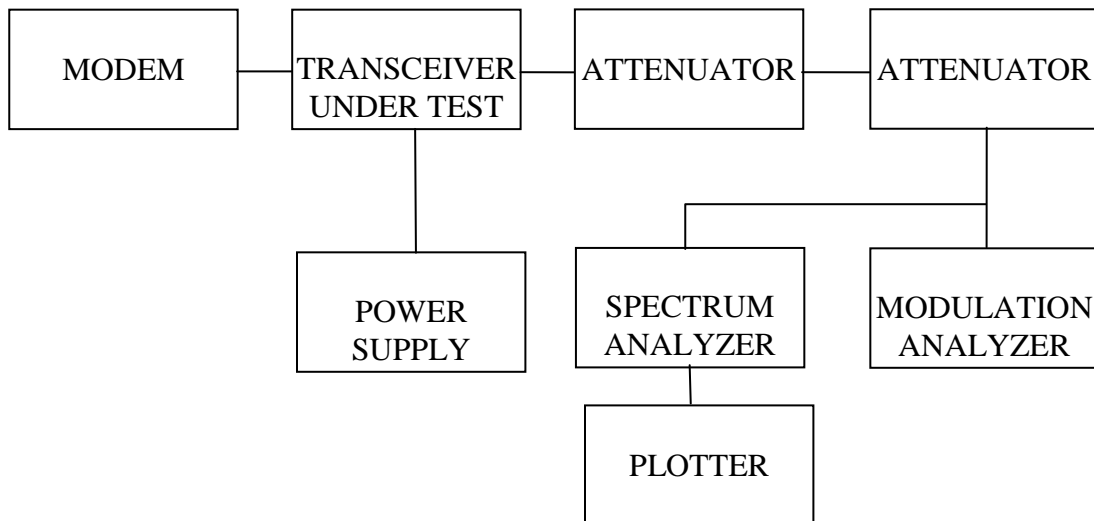 MODEM
TRANSCEIVER
UNDER TEST
ATTENUATOR
ATTENUATOR
POWER
SUPPLY
SPECTRUM
ANALYZER
MODULATION
ANALYZER
PLOTTER